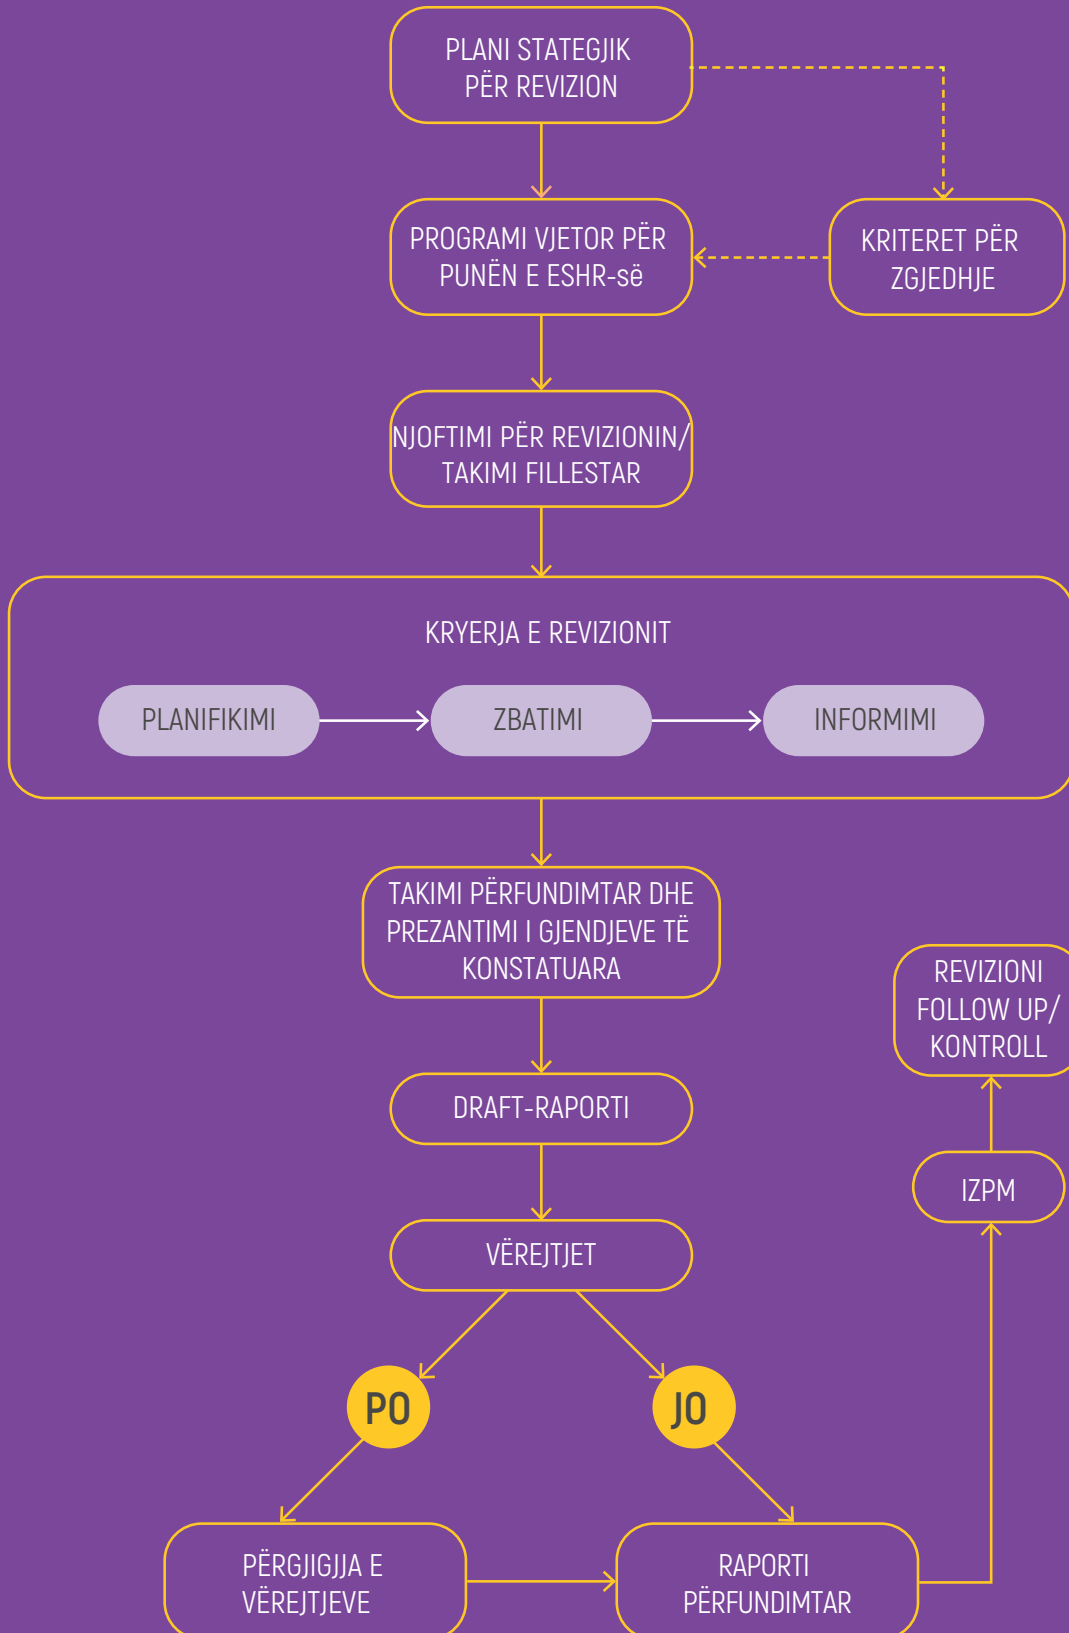 PLANI STATEGJIK
PËR REVIZION
PROGRAMI VJETOR PËR
PUNËN E ESHR-së
KRITERET PËR
ZGJEDHJE
NJOFTIMI PËR REVIZIONIN/
TAKIMI FILLESTAR
KRYERJA E REVIZIONIT
PLANIFIKIMI
ZBATIMI
INFORMIMI
TAKIMI PËRFUNDIMTAR DHE
PREZANTIMI I GJENDJEVE TË
KONSTATUARA
DRAFT-RAPORTI
VËREJTJET
PO
JO
PËRGJIGJJA E
VËREJTJEVE
RAPORTI
PËRFUNDIMTAR
IZPM
REVIZIONI
FOLLOW UP/
KONTROLL